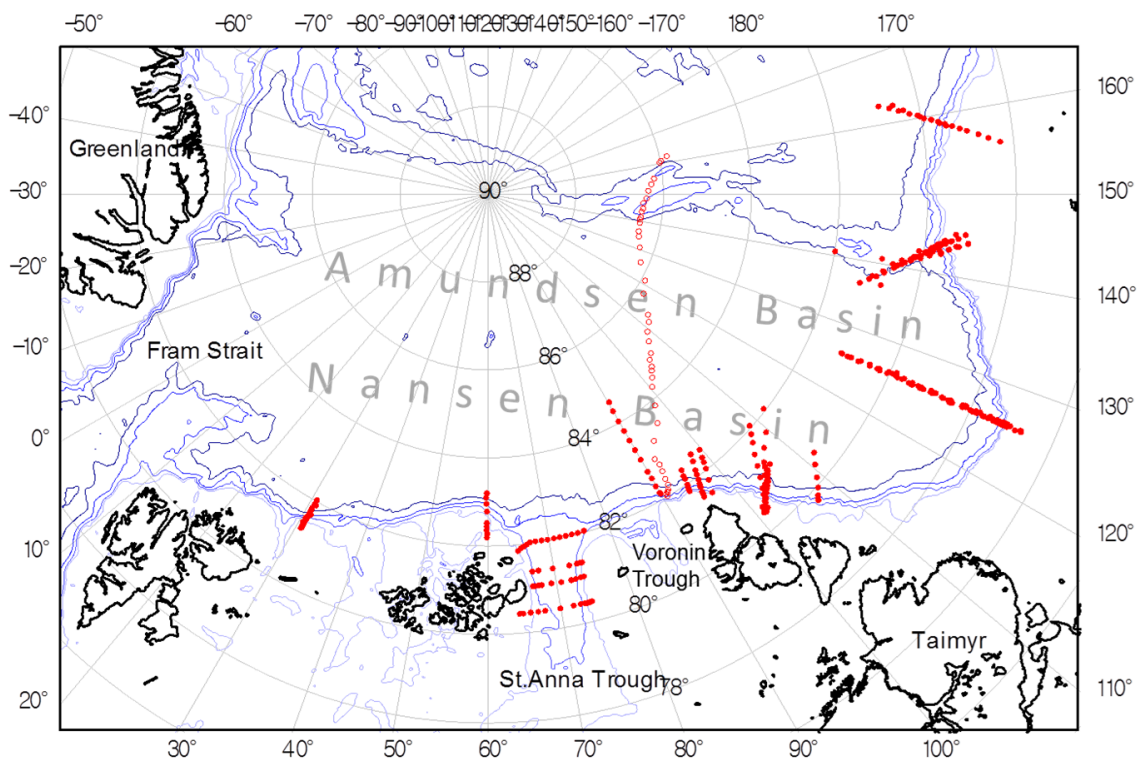 −50° −60° −70° −80° −90° −100° −110° 120° 130° 140° −150° −160° −170° 180° 170°
−40° 160°
Greenland
−30° 90° 150°
−20° 88° 140°
Amundsen Basin
−10° Fram Strait 86°
Nansen Basin
0° 84° 130°
10° 82° 120°
Voronin
Trough
80°
Taimyr
St.Anna Trough 78° 110°
20°
30° 40° 50° 60° 70° 80° 90° 100°